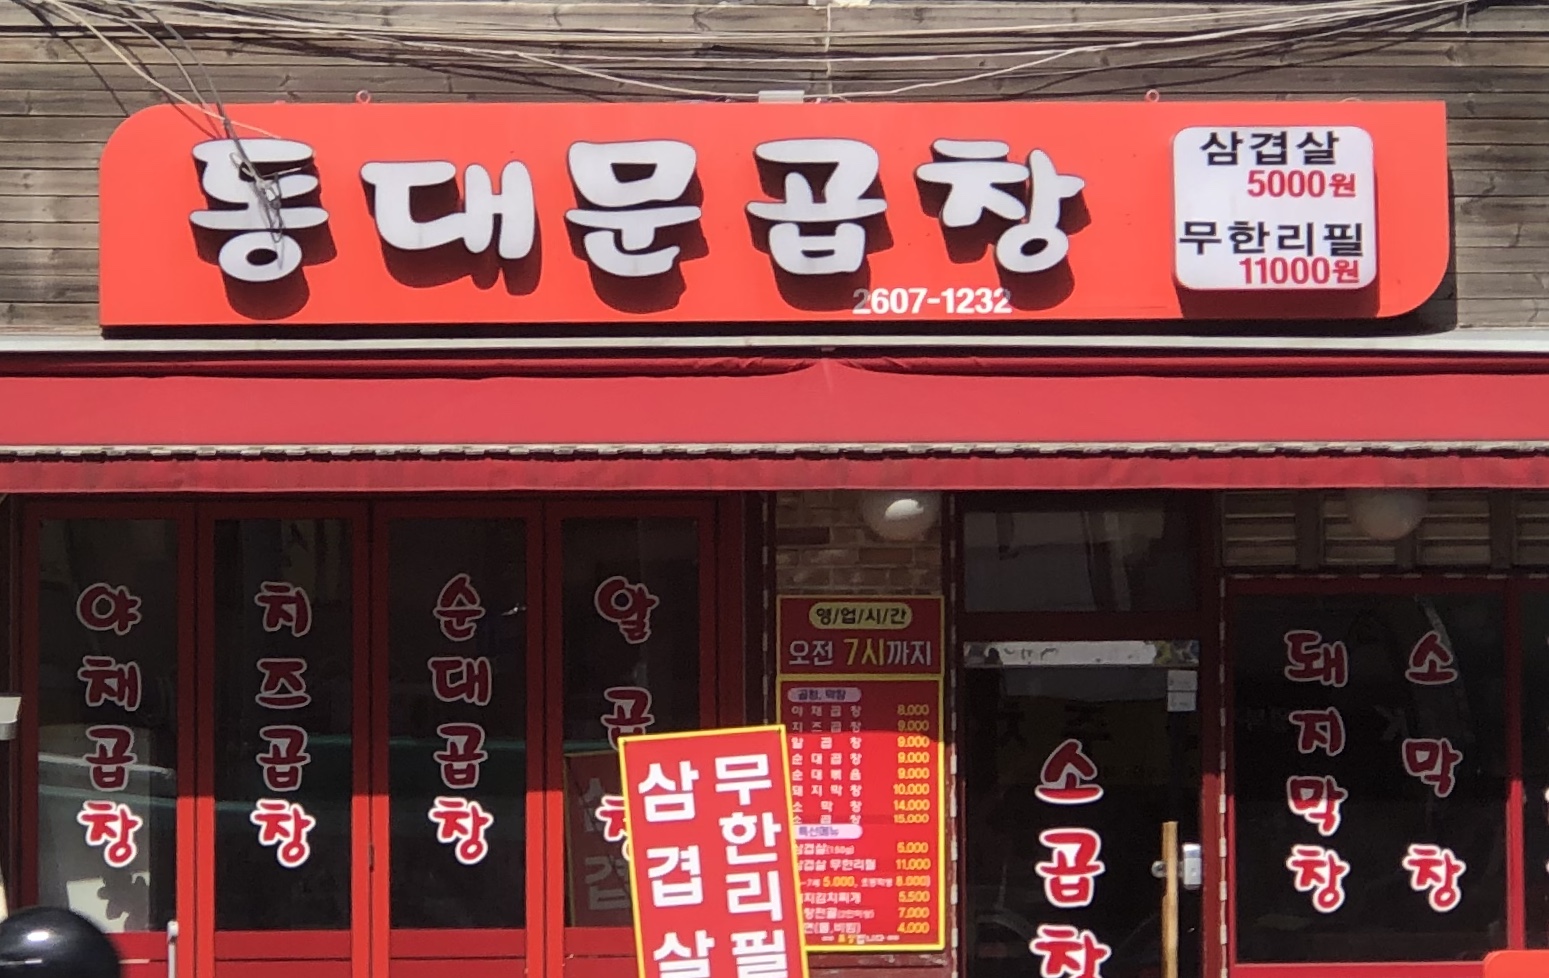 동대문곱창
2607-1232
삼겹살
5000원
무한리필
11000원
야채곱창
치즈곱창
순대곱창
알곱창
영/업/시/간
오전 7시까지
곱창, 막창
야채곱창 8,000
치즈곱창 9,000
알곱창 9,000
순대곱창 9,000
순대볶음 9,000
돼지막창 10,000
소막창 14,000
소곱창 15,000
특선메뉴
삼겹살(150g) 5,000
삼겹살 무한리필 11,000
5,000, 8,000)
김치찌개 5,500
7,000
4,000
무한리필
삼겹살
소곱창
돼지막창
소막창